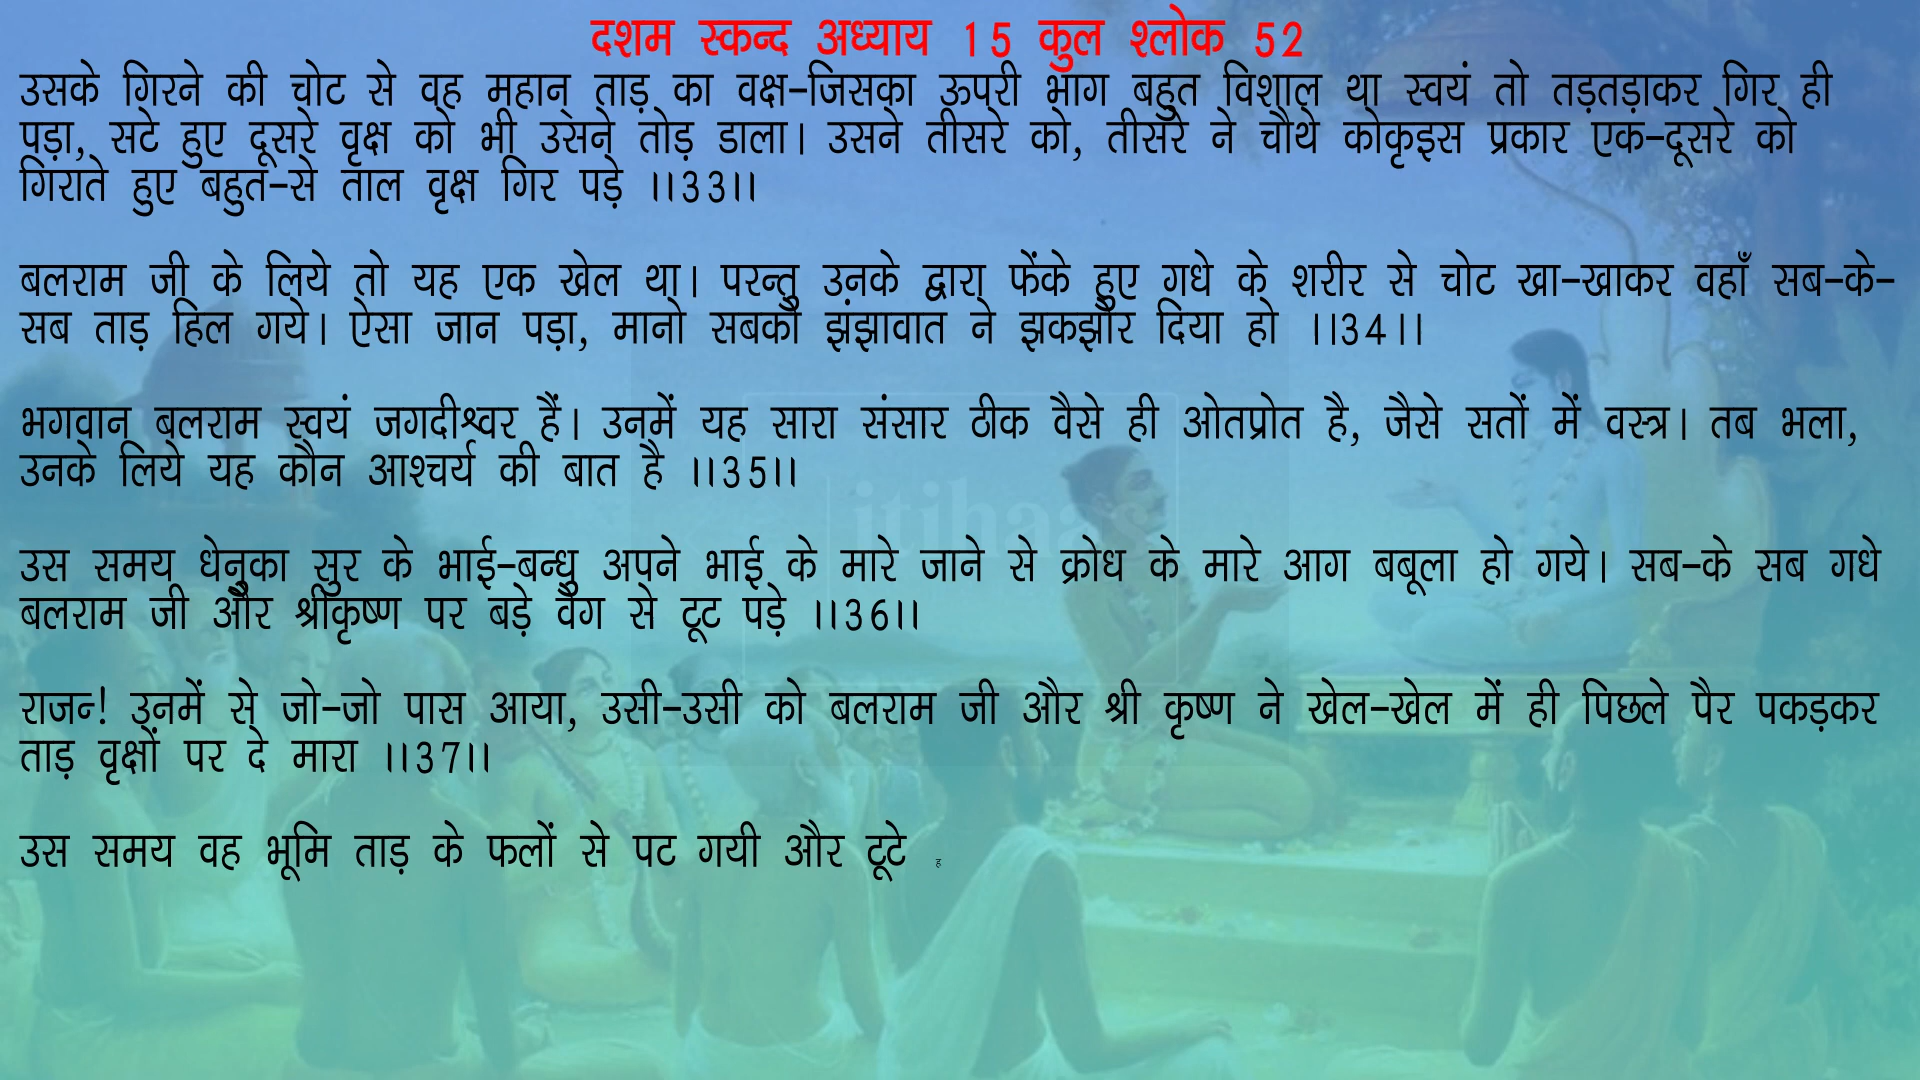 दशम स्कन्द अध्याय 15 कुल श्लोक 52
उसके गिरने की चोट से वह महान् ताड़ का वक्ष-जिसका ऊपरी भाग बहुत विशाल था स्वयं तो तड़तड़ाकर गिर ही
पड़ा, सटे हुए दूसरे वृक्ष को भी उसने तोड़ डाला। उसने तीसरे को, तीसरे ने चौथे कोकृइस प्रकार एक-दूसरे को
गिराते हुए बहुत-से ताल वृक्ष गिर पड़े ।।33।।
बलराम जी के लिये तो यह एक खेल था। परन्तु उनके द्वारा फेंके हुए गधे के शरीर से चोट खा-खाकर वहाँ सब-के-
सब ताड़ हिल गये। ऐसा जान पड़ा, मानो सबको झंझावात ने झकझोर दिया हो ।।34।।
भगवान बलराम स्वयं जगदीश्वर हैं। उनमें यह सारा संसार ठीक वैसे ही ओतप्रोत है, जैसे सतों में वस्त्र। तब भला,
उनके लिये यह कौन आश्चर्य की बात है ।।35।।
उस समय धेनुका सुर के भाई-बन्धु अपने भाई के मारे जाने से क्रोध के मारे आग बबूला हो गये। सब-के सब गधे
बलराम जी और श्रीकृष्ण पर बड़े वेग से टूट पड़े ।।36।।
राजन! उनमें से जो-जो पास आया, उसी-उसी को बलराम जी और श्री कृष्ण ने खेल-खेल में ही पिछले पैर पकड़कर
ताड़ वृक्षों पर दे मारा ।।37।।
उस समय वह भूमि ताड़ के फलों से पट गयी और टूटे ह
itihaas